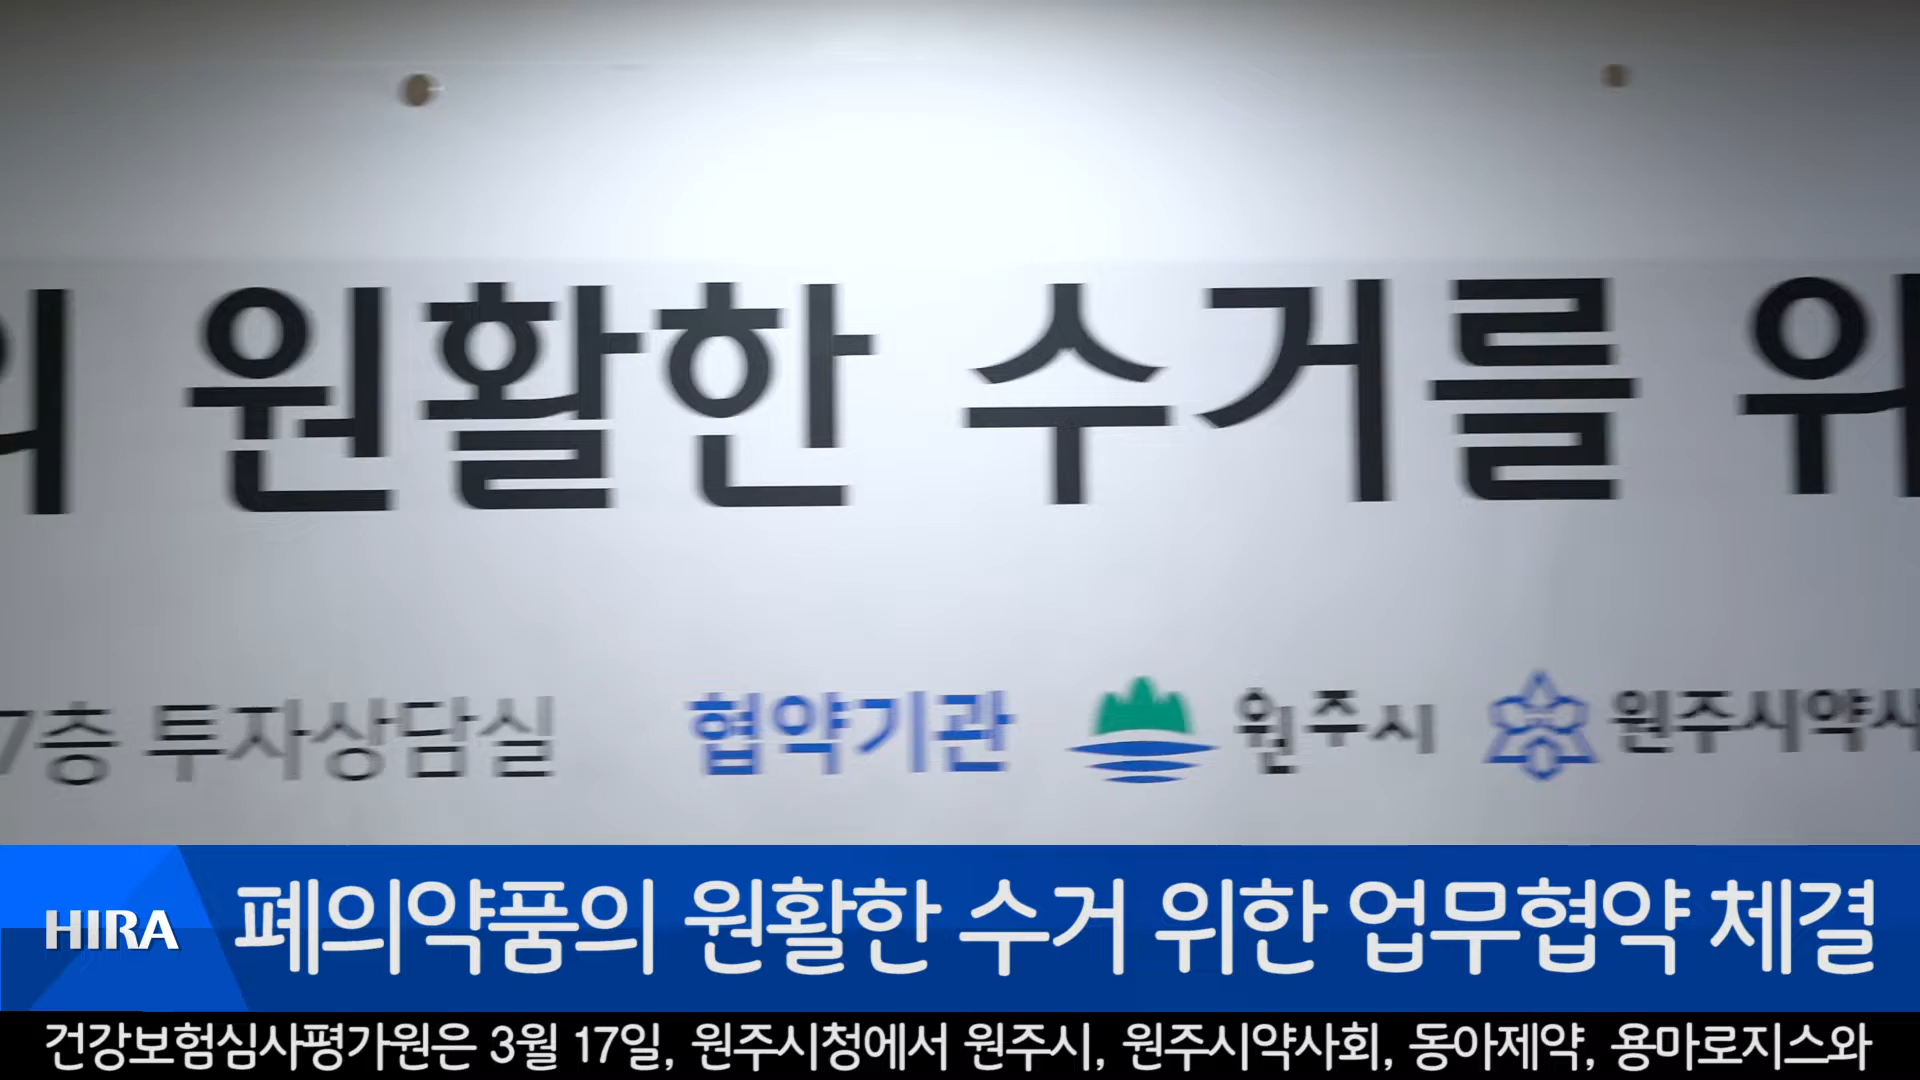 의 원활한 수거를 위
7층 투자상담실 협약기관 원주시 원주시약사
HIRA 폐의약품의 원활한 수거 위한 업무협약 체결
건강보험심사평가원은 3월 17일, 원주시청에서 원주시, 원주시약사회, 동아제약, 용마로지스와